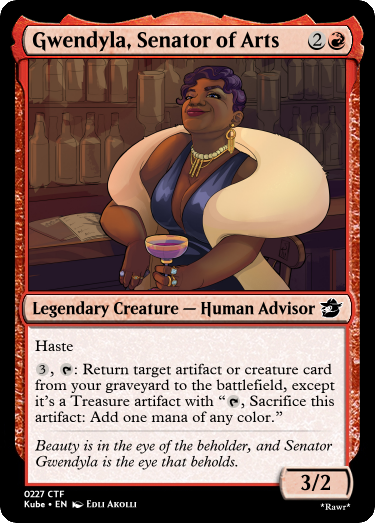 Gwendyla, Senator of Arts 2
Legendary Creature — Human Advisor
Haste
3, : Return target artifact or creature card
from your graveyard to the battlefield, except
it's a Treasure artifact with “, Sacrifice this
artifact: Add one mana of any color.”
Beauty is in the eye of the beholder, and Senator
Gwendyla is the eye that beholds.
3/2
0227 CTF
Kube • EN Edli Akolli
*Rawr*